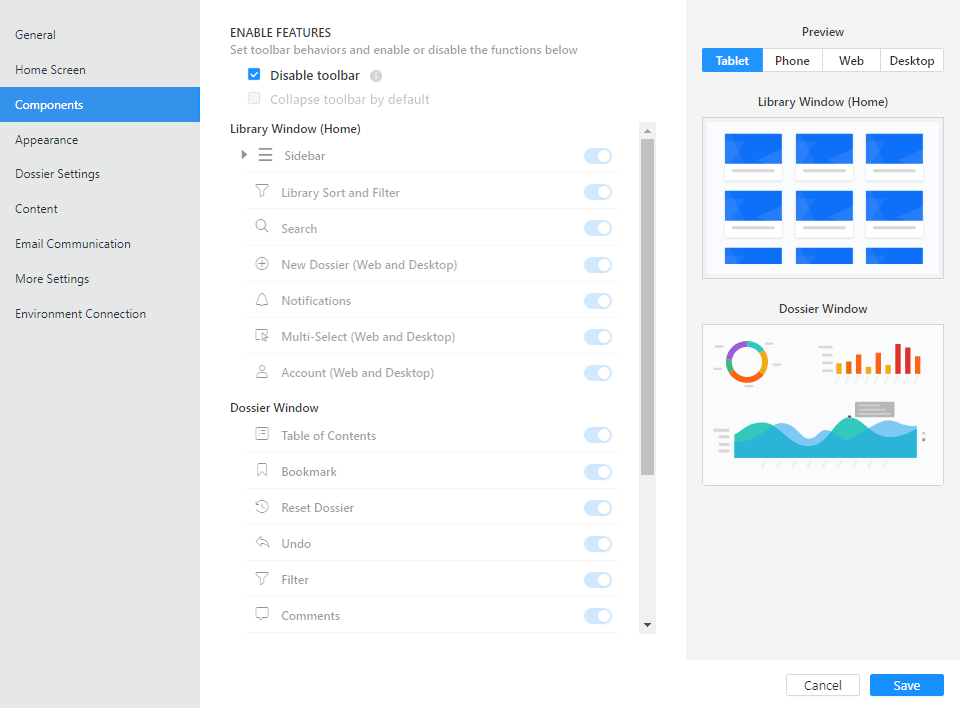 General
Home Screen
Components
Appearance
Dossier Settings
Content
Email Communication
More Settings
Environment Connection
ENABLE FEATURES
Set toolbar behaviors and enable or disable the functions below
Disable toolbar
Collapse toolbar by default
Library Window (Home)
Sidebar
Library Sort and Filter
Search
New Dossier (Web and Desktop)
Notifications
Multi-Select (Web and Desktop)
Account (Web and Desktop)
Dossier Window
Table of Contents
Bookmark
Reset Dossier
Undo
Filter
Comments
Preview
Tablet Phone Web Desktop
Library Window (Home)
Dossier Window
Cancel Save